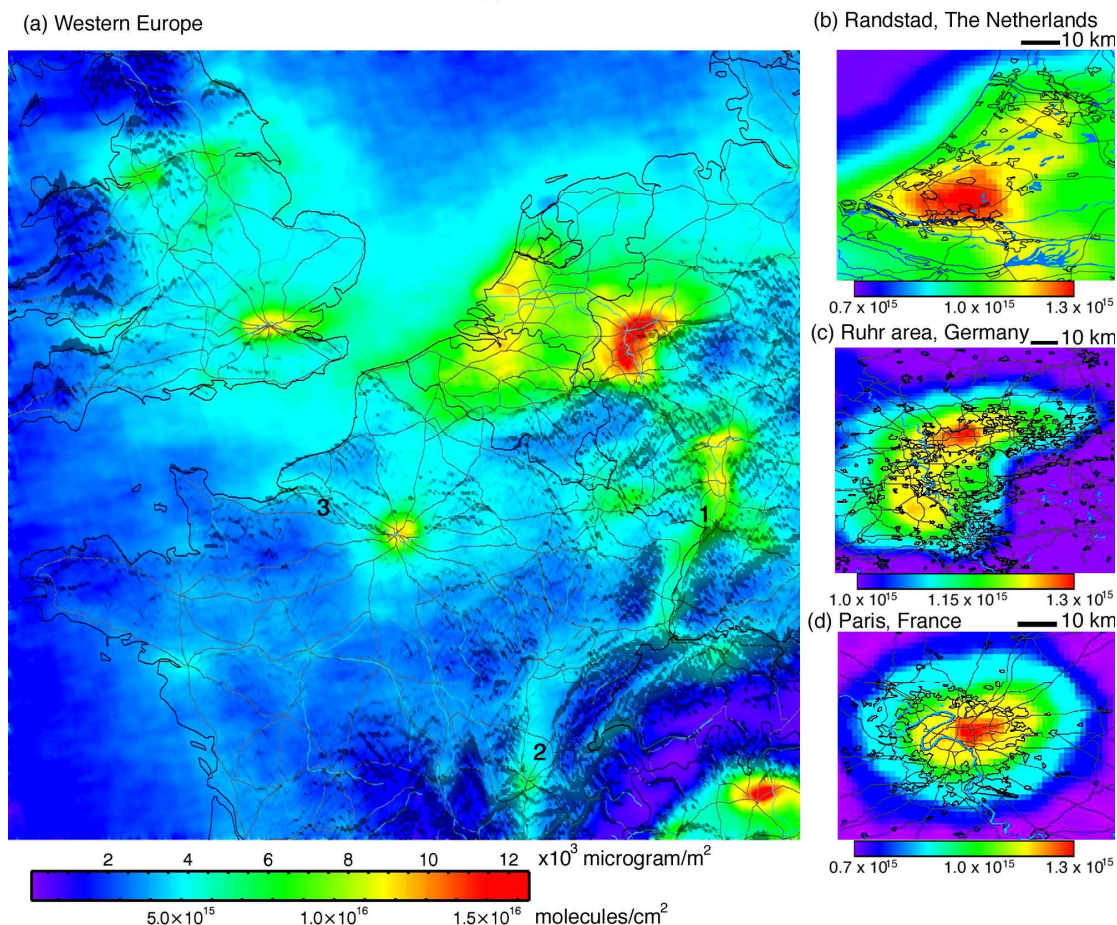 (a) Western Europe
3
1
2
2 4 6 8 10 12 x10³ microgram/m²
5.0×10¹⁵ 1.0×10¹⁶ 1.5×10¹⁶ molecules/cm²
(b) Randstad, The Netherlands
10 km
0.7 x 10¹⁵ 1.0 x 10¹⁵ 1.3 x 10¹⁵
(c) Ruhr area, Germany
10 km
1.0 x 10¹⁵ 1.15 x 10¹⁵ 1.3 x 10¹⁵
(d) Paris, France
10 km
0.7 x 10¹⁵ 1.0 x 10¹⁵ 1.3 x 10¹⁵